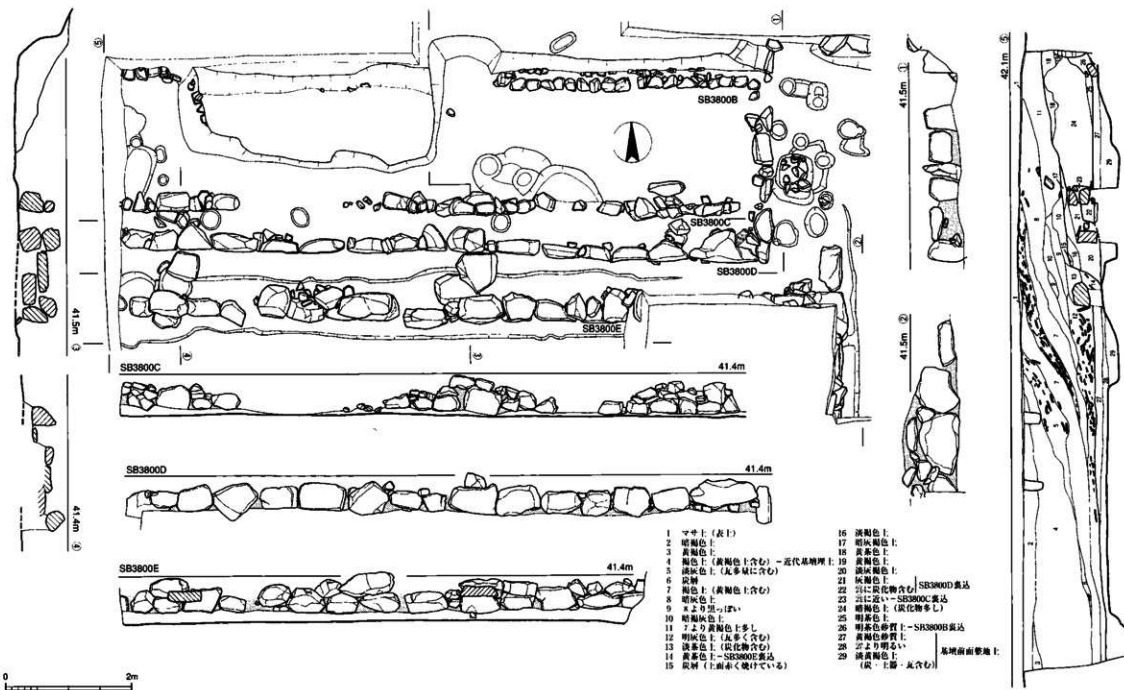 ⑤
①
SB3800B
SB3800C
SB3800D
SB3800E
②
④
③
41.5m
③
41.4m
④
①
41.5m
②
41.5m
⑤
42.1m
SB3800C
41.4m
SB3800D
41.4m
SB3800E
41.4m
1 マサ土(表土)
2 暗褐色土
3 黄褐色土
4 褐色土(黄褐色土含む)-近代基壇埋土
5 淡灰色土(瓦多量に含む)
6 炭層
7 褐色土(黄褐色土含む)
8 暗灰色土
9 8より黒っぽい
10 暗褐灰色土
11 7より黄褐色土多し
12 明灰色土(瓦多く含む)
13 淡茶色土(炭化物含む)
14 黄茶色土-SB3800E裏込
15 炭層(上面赤く焼けている)
16 淡褐色土
17 暗灰褐色土
18 黄茶色土
19 黄褐色土
20 淡灰褐色土
21 灰褐色土
22 に炭化物含む
SB3800D裏込
23 に近い-SB3800C裏込
24 暗褐色土(炭化物多し)
25 明茶色土
26 明茶色砂質土-SB3800B裏込
27 黄褐色砂質土
28 27より明るい
29 淡黄褐色土
(炭・土器・瓦含む)
基壇前面整地土
0 2m